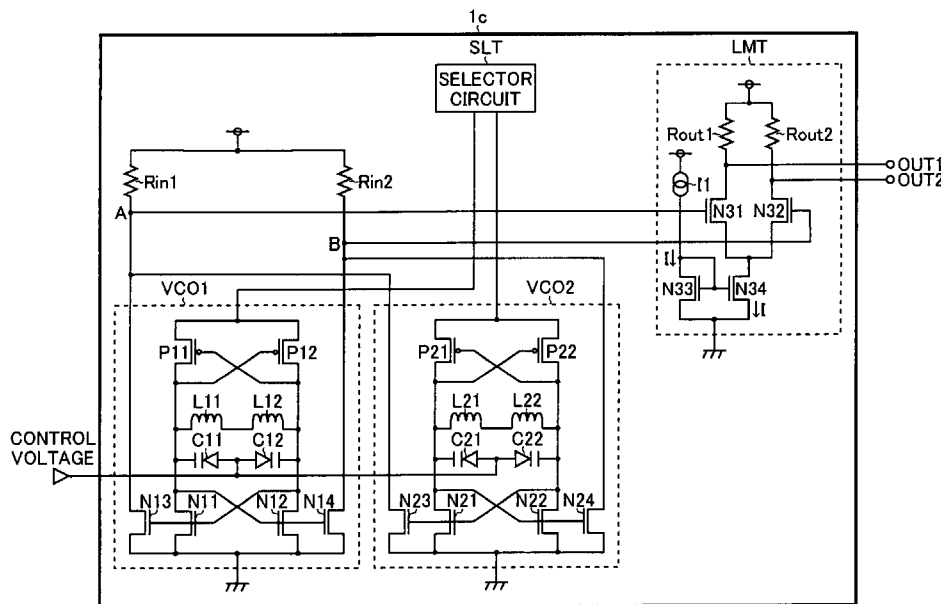 1c
SLT
SELECTOR
CIRCUIT
LMT
Rout1
Rout2
OUT1
OUT2
I1
Rin1
Rin2
A
B
N31
N32
I↓
N33
N34
↓I
VCO1
VCO2
P11
P12
P21
P22
L11
L12
L21
L22
C11
C12
C21
C22
CONTROL
VOLTAGE
N13
N11
N12
N14
N23
N21
N22
N24